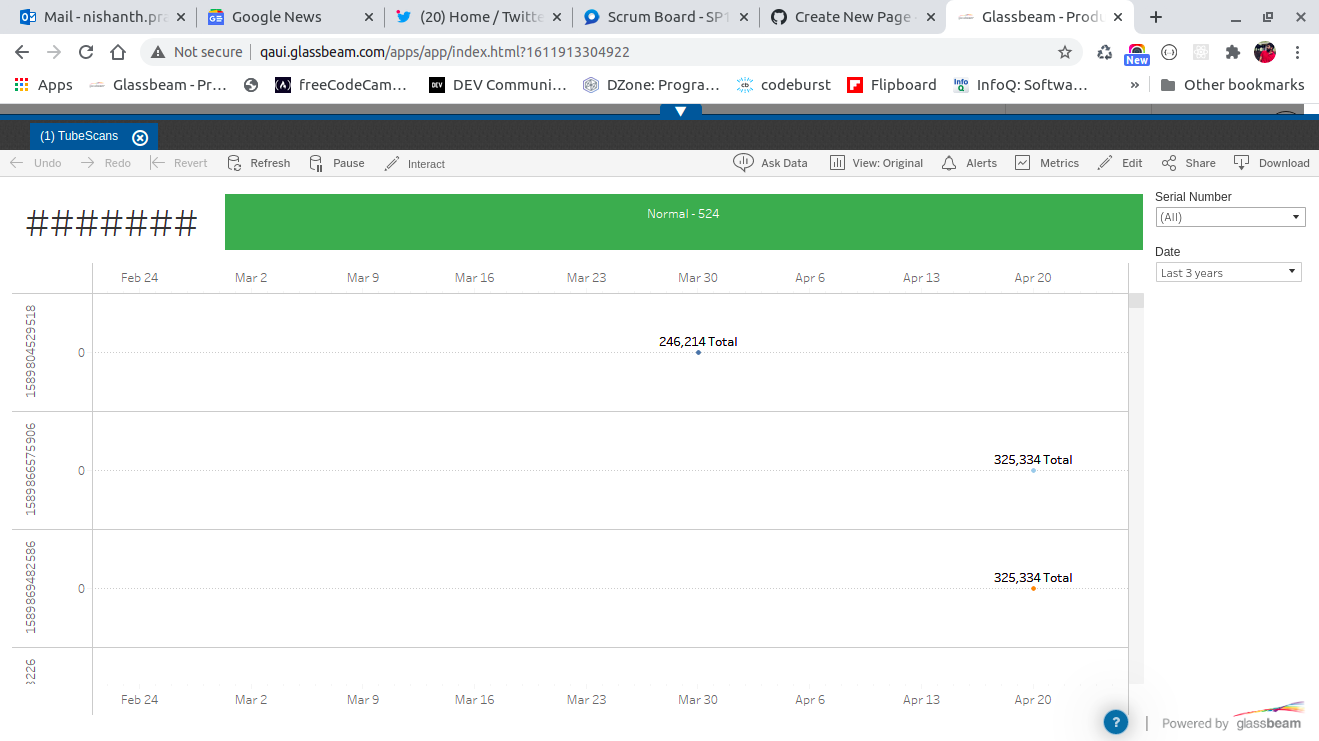 Mail - nishanth.pra
Google News
(20) Home / Twitte
Scrum Board - SP1
Create New Page -
Glassbeam - Produ
Not secure
qaui.glassbeam.com/apps/app/index.html?1611913304922
New
Apps
Glassbeam - Pr...
freeCodeCam...
DEV
DEV Communi...
DZone: Progra...
cb
codeburst
Flipboard
InfoQ
InfoQ: Softwa...
»
Other bookmarks
(1) TubeScans
Undo
Redo
Revert
Refresh
Pause
Interact
Ask Data
View: Original
Alerts
Metrics
Edit
Share
Download
#######
Normal - 524
Serial Number
(All)
Date
Last 3 years
Feb 24
Mar 2
Mar 9
Mar 16
Mar 23
Mar 30
Apr 6
Apr 13
Apr 20
1589804529518
0
246,214 Total
1589866575906
0
325,334 Total
1589869482586
0
325,334 Total
Feb 24
Mar 2
Mar 9
Mar 16
Mar 23
Mar 30
Apr 6
Apr 13
Apr 20
?
Powered by
glassbeam